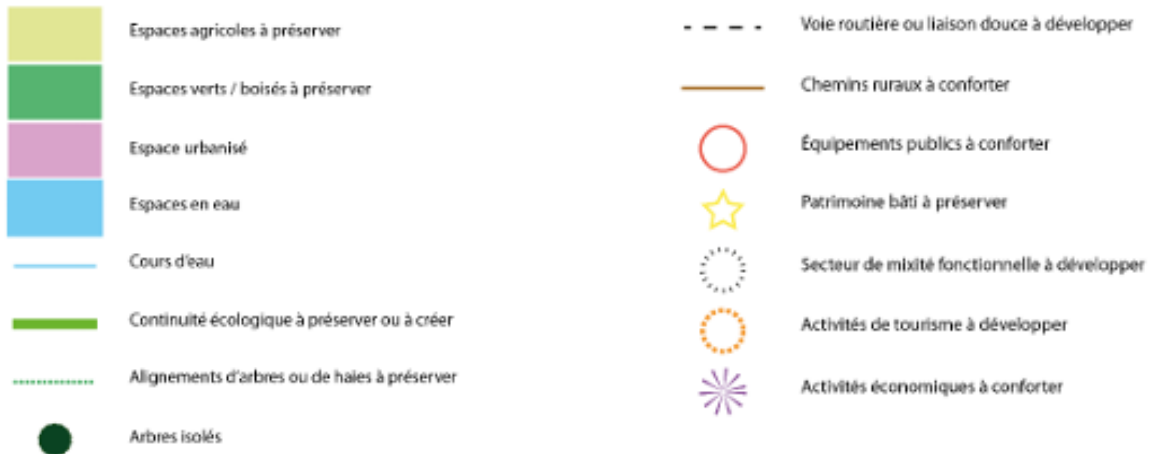 Espaces agricoles à préserver
Espaces verts / boisés à préserver
Espace urbanisé
Espaces en eau
Cours d'eau
Continuité écologique à préserver ou à créer
Alignements d'arbres ou de haies à préserver
Arbres isolés
Voie routière ou liaison douce à développer
Chemins ruraux à conforter
Équipements publics à conforter
Patrimoine bâti à préserver
Secteur de mixité fonctionnelle à développer
Activités de tourisme à développer
Activités économiques à conforter